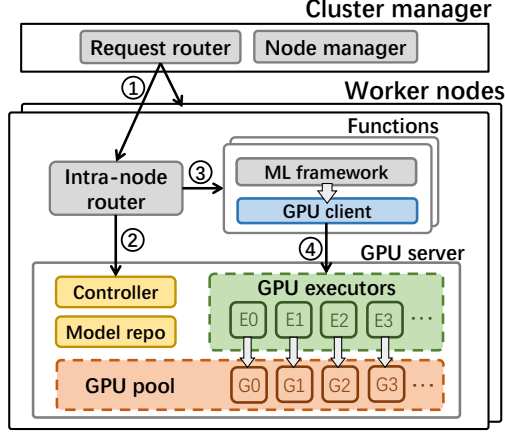 Cluster manager
Request router
Node manager
①
Worker nodes
Functions
Intra-node
router
③
ML framework
GPU client
②
④
GPU server
Controller
Model repo
GPU executors
E0 E1 E2 E3 ...
GPU pool
G0 G1 G2 G3 ...